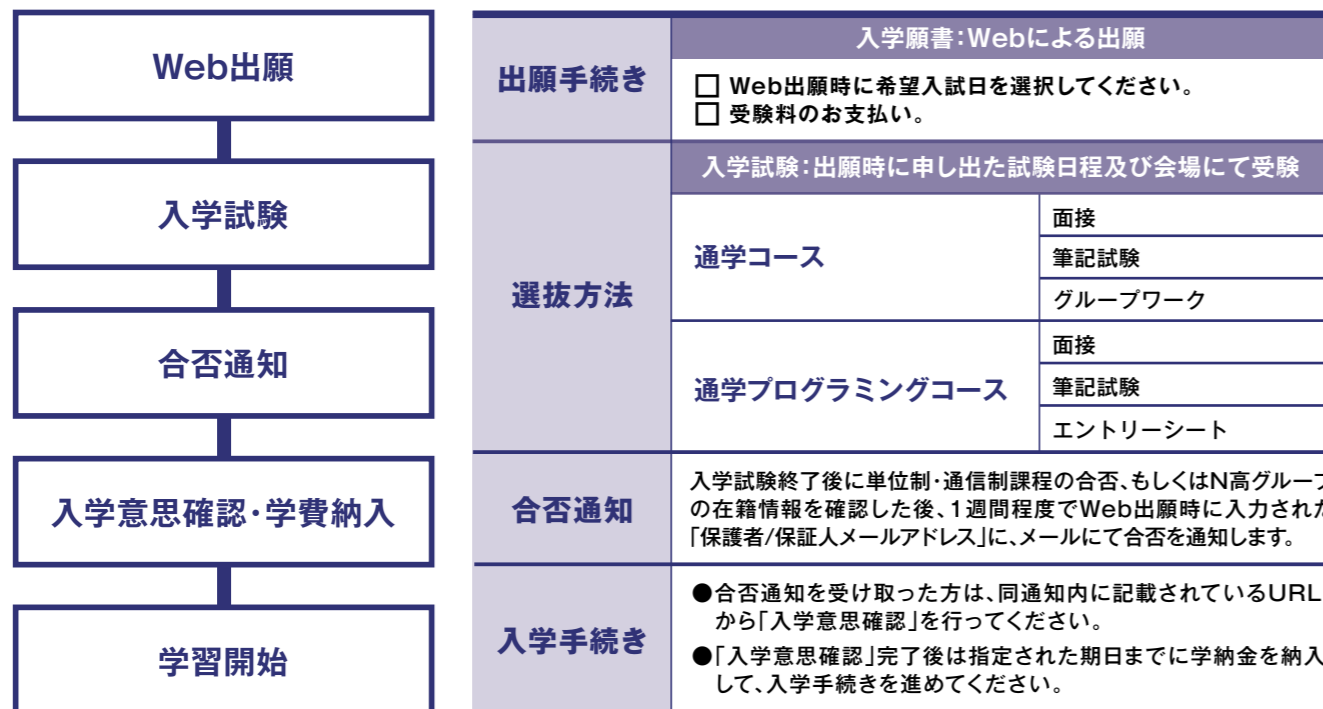 Web出願
入学試験
合否通知
入学意思確認・学費納入
学習開始
出願手続き
入学願書:Webによる出願
□ Web出願時に希望入試日を選択してください。
□ 受験料のお支払い。
選抜方法
入学試験:出願時に申し出た試験日程及び会場にて受験
通学コース
面接
筆記試験
グループワーク
通学プログラミングコース
面接
筆記試験
エントリーシート
合否通知
入学試験終了後に単位制・通信制課程の合否、もしくはN高グループ
の在籍情報を確認した後、1週間程度でWeb出願時に入力された
「保護者/保証人メールアドレス」に、メールにて合否を通知します。
入学手続き
●合否通知を受け取った方は、同通知内に記載されているURL
から「入学意思確認」を行ってください。
●「入学意思確認」完了後は指定された期日までに学納金を納入
して、入学手続きを進めてください。